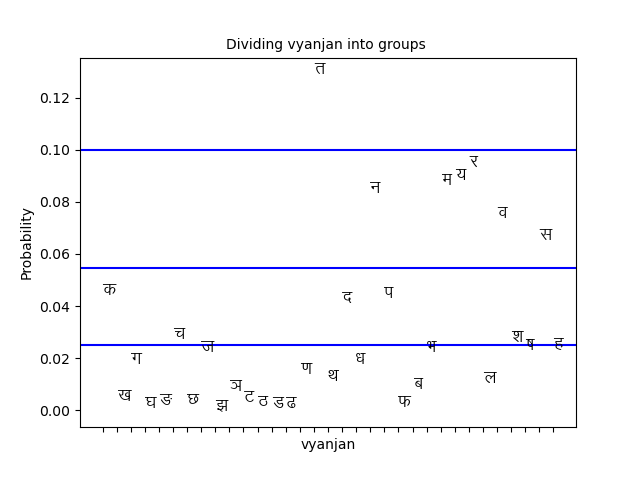 Dividing vyanjan into groups
त
0.12
0.10
र
य
म
न
0.08
व
स
0.06
क
प
द
0.04
च
श
ज
भ
ष
ह
0.02
ग
ध
ण
थ
ल
ञ
ब
ख
ट
घ
ङ
छ
झ
ठ
ड
ढ
फ
0.00
Probability
vyanjan